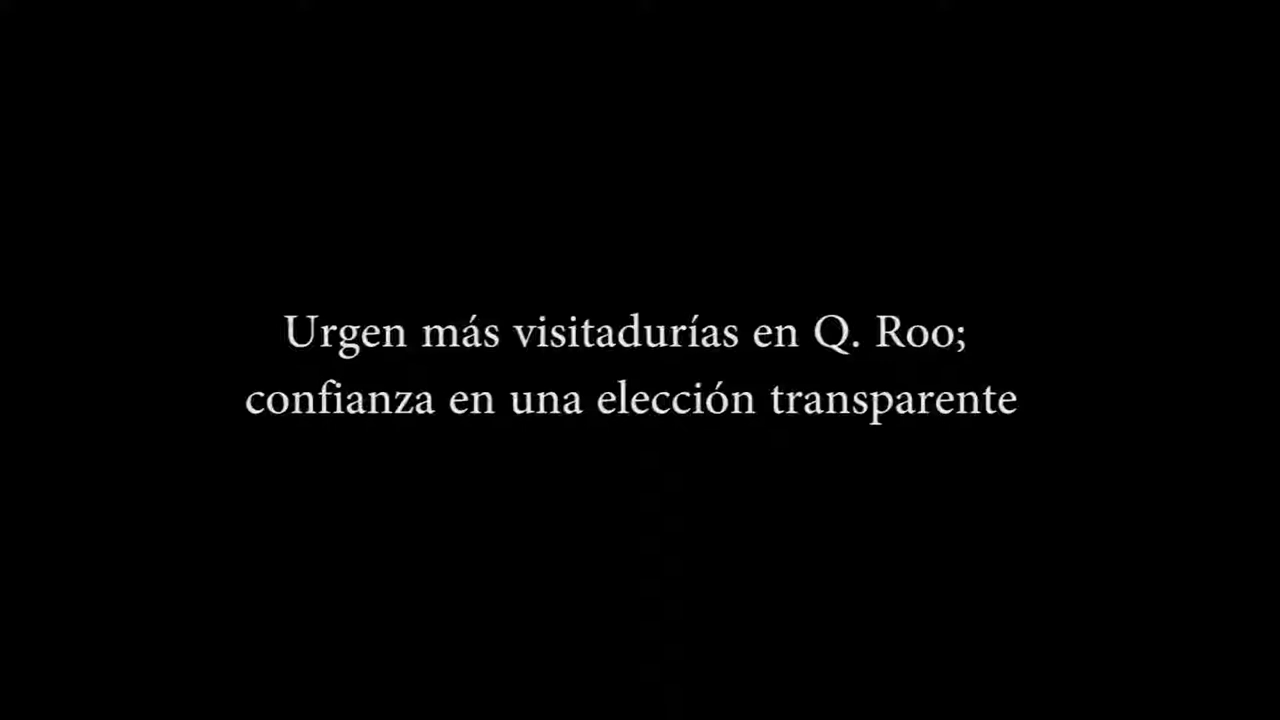 Urgen más visitadurías en Q. Roo;
confianza en una elección transparente